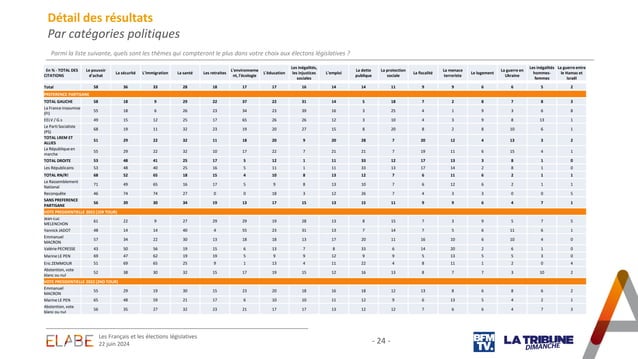 Détail des résultats
Par catégories politiques
Parmi la liste suivante, quels sont les thèmes qui compteront le plus dans votre choix aux élections législatives ?
En % - TOTAL DES CITATIONS Le pouvoir d'achat La sécurité L'immigration La santé Les retraites L'environnement, l'écologie L'éducation Les inégalités, les injustices sociales L'emploi La dette publique La protection sociale La fiscalité La menace terroriste Le logement La guerre en Ukraine Les inégalités hommes-femmes La guerre entre le Hamas et Israël
Total 58 36 33 28 18 17 17 16 14 14 11 9 9 6 6 5 2
PREFERENCE PARTISANE
TOTAL GAUCHE 58 18 9 29 22 37 22 31 14 5 18 7 2 8 7 8 3
La France Insoumise (FI) 55 18 6 26 23 34 23 39 16 3 25 4 1 9 3 6 8
EELV / G.s 49 15 12 25 17 65 26 26 12 3 10 4 3 9 8 13 1
Le Parti Socialiste (PS) 68 19 11 32 23 19 20 27 15 8 20 8 2 8 10 6 1
TOTAL LREM ET ALLIES 51 29 22 32 11 18 20 9 20 28 7 20 12 4 13 3 2
La République en marche 55 29 22 32 10 17 22 7 21 21 7 19 11 6 15 4 1
TOTAL DROITE 53 48 41 25 17 5 12 1 11 33 12 17 13 3 8 1 0
Les Républicains 53 48 40 25 16 5 11 1 11 33 13 17 14 2 8 1 0
TOTAL RN/R! 68 52 65 18 15 4 10 8 13 12 7 6 11 6 2 1 1
Le Rassemblement National 71 49 65 16 17 5 9 8 13 10 7 6 12 6 2 1 1
Reconquête 46 74 74 27 0 0 18 3 12 26 7 4 3 3 0 0 5
SANS PREFERENCE PARTISANE 56 39 30 34 19 13 17 15 12 15 11 9 9 6 4 7 1
VOTE PRESIDENTIELLE 2022 (1ER TOUR)
Jean-Luc MELENCHON 61 22 9 27 29 29 19 28 13 8 15 7 3 9 5 7 5
Yannick JADOT 48 14 14 40 4 55 23 31 13 7 14 7 5 6 11 6 1
Emmanuel MACRON 57 34 22 30 13 18 18 13 17 20 11 16 10 6 10 4 0
Valérie PECRESSE 43 50 56 19 15 6 13 7 8 33 6 14 20 2 6 1 5
Marine LE PEN 69 47 62 19 19 5 9 9 12 9 9 5 13 5 5 3 0
Eric ZEMMOUR 51 69 65 25 9 1 13 4 11 22 4 8 11 1 2 0 4
Abstention, vote blanc ou nul 52 38 30 32 15 17 19 15 12 16 13 8 7 7 3 10 2
VOTE PRESIDENTIELLE 2022 (2ND TOUR)
Emmanuel MACRON 55 29 19 30 15 23 20 18 16 18 12 13 8 6 8 6 2
Marine LE PEN 65 48 59 21 17 6 10 10 11 12 9 6 13 5 4 2 1
Abstention, vote blanc ou nul 56 35 27 32 23 21 17 17 13 12 12 7 6 6 4 7 3
ELABE
Les Français et les élections législatives
22 juin 2024
- 24 -
BFM TV.
LA TRIBUNE DIMANCHE